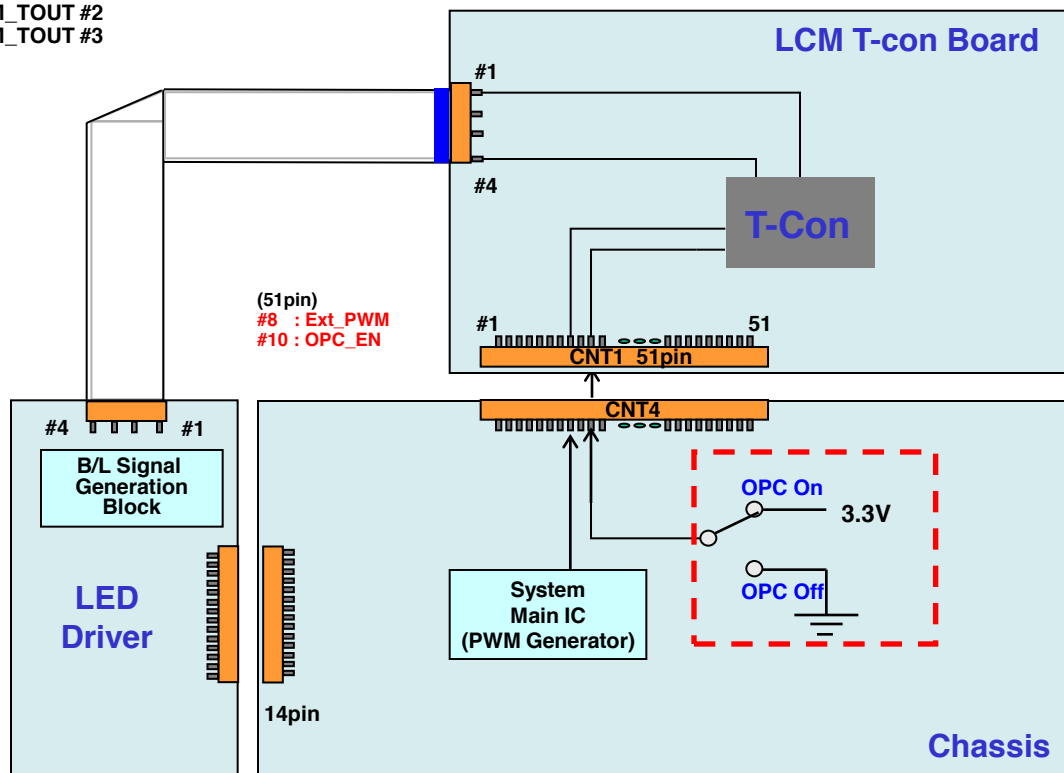 _TOUT #2
_TOUT #3
LCM T-con Board
#1
#4
T-Con
(51pin)
#8 : Ext_PWM
#10 : OPC_EN
#1
51
CNT1 51pin
CNT4
#4
#1
B/L Signal
Generation
Block
OPC On
3.3V
OPC Off
System
Main IC
(PWM Generator)
LED
Driver
14pin
Chassis